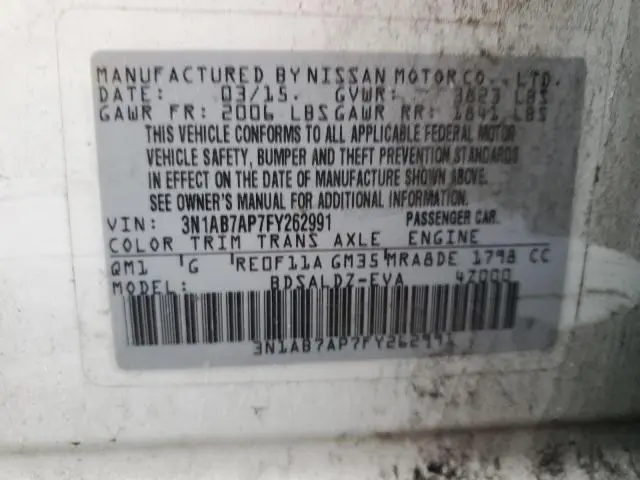 MANUFACTURED BY NISSAN MOTOR CO., LTD.
DATE: 03/15. GVWR: 3623 LBS
GAWR FR: 2006 LBS GAWR RR: 1841 LBS
THIS VEHICLE CONFORMS TO ALL APPLICABLE FEDERAL MOTOR
VEHICLE SAFETY, BUMPER AND THEFT PREVENTION STANDARDS
IN EFFECT ON THE DATE OF MANUFACTURE SHOWN ABOVE.
SEE OWNER'S MANUAL FOR ADDITIONAL INFORMATION.
VIN: 3N1AB7AP7FY262991 PASSENGER CAR.
COLOR TRIM TRANS AXLE ENGINE
QM1 'G 'RE0F11A GM35'MRA8DE 1798 CC
MODEL: BDSALDZ-EVA 4Z000
3N1AB7AP7FY262991